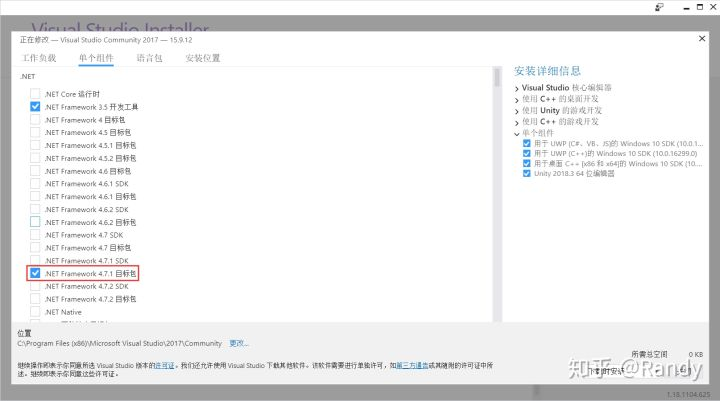 Visual Studio Installer
正在修改 — Visual Studio Community 2017 — 15.9.12
工作负载 单个组件 语言包 安装位置
.NET
.NET Core 运行时
.NET Framework 3.5 开发工具
.NET Framework 4 目标包
.NET Framework 4.5 目标包
.NET Framework 4.5.1 目标包
.NET Framework 4.5.2 目标包
.NET Framework 4.6 目标包
.NET Framework 4.6.1 SDK
.NET Framework 4.6.1 目标包
.NET Framework 4.6.2 SDK
.NET Framework 4.6.2 目标包
.NET Framework 4.7 SDK
.NET Framework 4.7 目标包
.NET Framework 4.7.1 SDK
.NET Framework 4.7.1 目标包
.NET Framework 4.7.2 SDK
.NET Framework 4.7.2 目标包
.NET Native
安装详细信息
Visual Studio 核心编辑器
使用 C++ 的桌面开发
使用 Unity 的游戏开发
使用 C++ 的游戏开发
单个组件
用于 UWP (C#、VB、JS)的 Windows 10 SDK (10.0.1...
用于 UWP (C++)的 Windows 10 SDK (10.0.16299.0)
用于桌面 C++ [x86 和 x64]的 Windows 10 SDK (10....
Unity 2018.3 64 位编辑器
位置
C:\Program Files (x86)\Microsoft Visual Studio\2017\Community 更改...
继续操作即表示你同意所选 Visual Studio 版本的许可证。我们还允许使用 Visual Studio 下载其他软件。该软件需要进行单独许可，如第三方通告或其随附的许可证中所
述。继续即表示你同意这些许可证。
所需总空间 0 KB
知乎 @Randy
1.18.1104.625